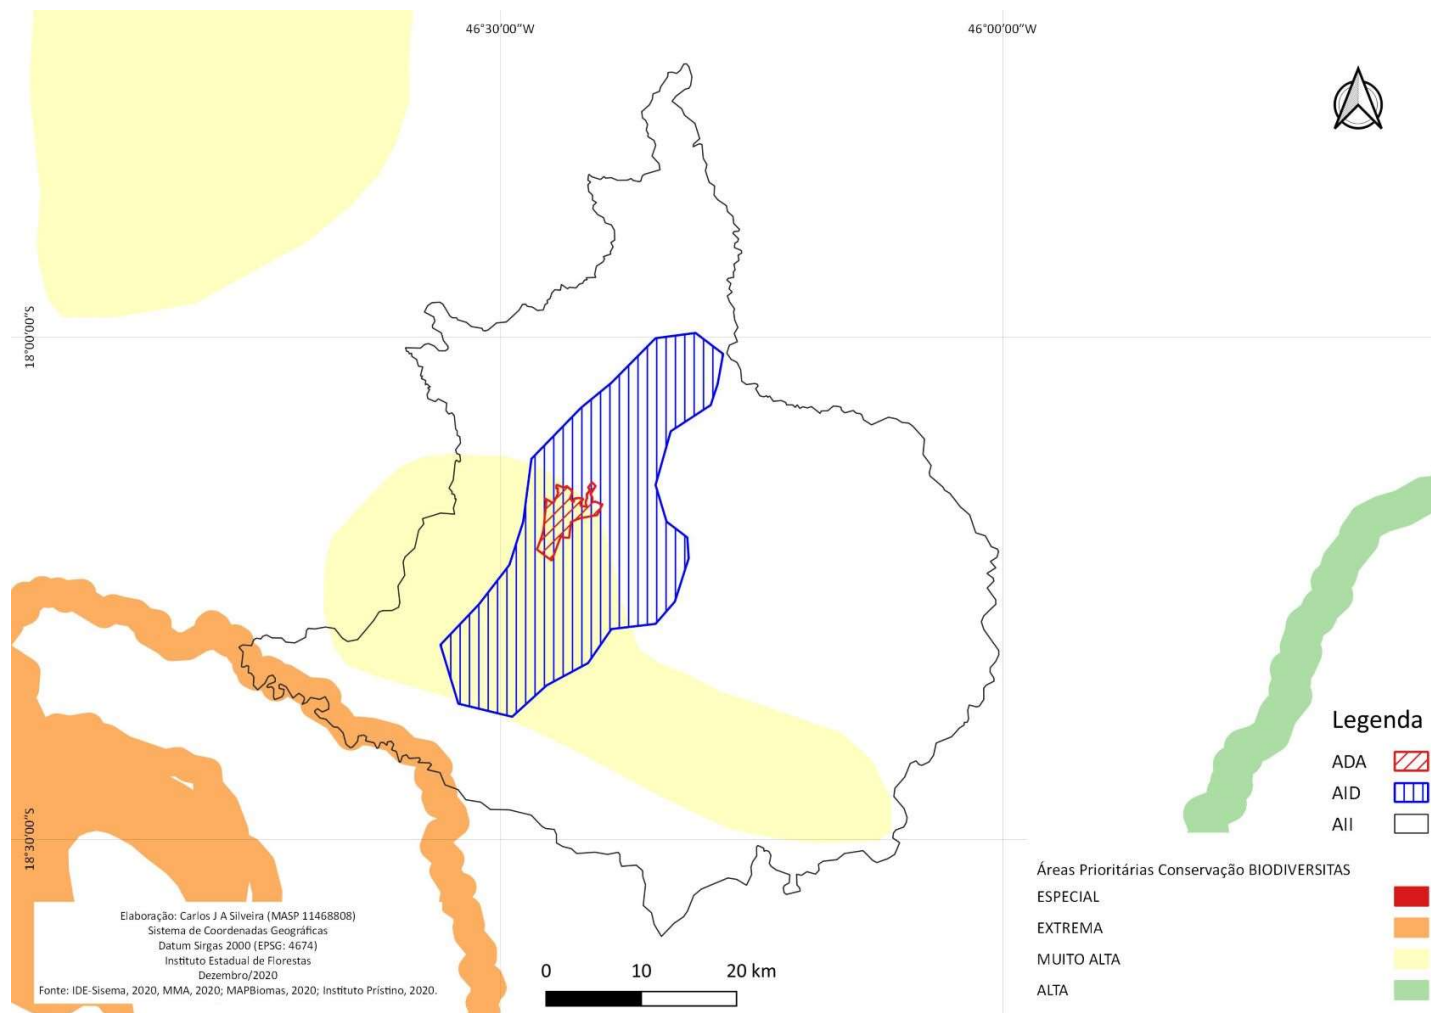 46°30'00"W
46°00'00"W
18°00'00"S
18°30'00"S
Legenda
ADA
AID
AII
Áreas Prioritárias Conservação BIODIVERSITAS
ESPECIAL
EXTREMA
MUITO ALTA
ALTA
Elaboração: Carlos J A Silveira (MASP 11468808)
Sistema de Coordenadas Geográficas
Datum Sirgas 2000 (EPSG: 4674)
Instituto Estadual de Florestas
Dezembro/2020
Fonte: IDE-Sisema, 2020, MMA, 2020; MAPBiomas, 2020; Instituto Prístino, 2020.
0 10 20 km